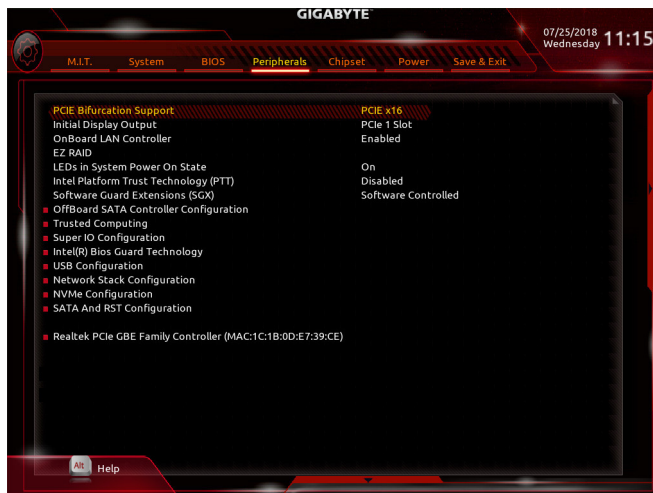 GIGABYTE™
07/25/2018 Wednesday 11:15
M.I.T. System BIOS Peripherals Chipset Power Save & Exit
PCIE Bifurcation Support PCIE x16
Initial Display Output PCIe 1 Slot
OnBoard LAN Controller Enabled
EZ RAID
LEDs in System Power On State On
Intel Platform Trust Technology (PTT) Disabled
Software Guard Extensions (SGX) Software Controlled
OffBoard SATA Controller Configuration
Trusted Computing
Super IO Configuration
Intel(R) Bios Guard Technology
USB Configuration
Network Stack Configuration
NVMe Configuration
SATA And RST Configuration
Realtek PCIe GBE Family Controller (MAC:1C:1B:0D:E7:39:CE)
Alt Help